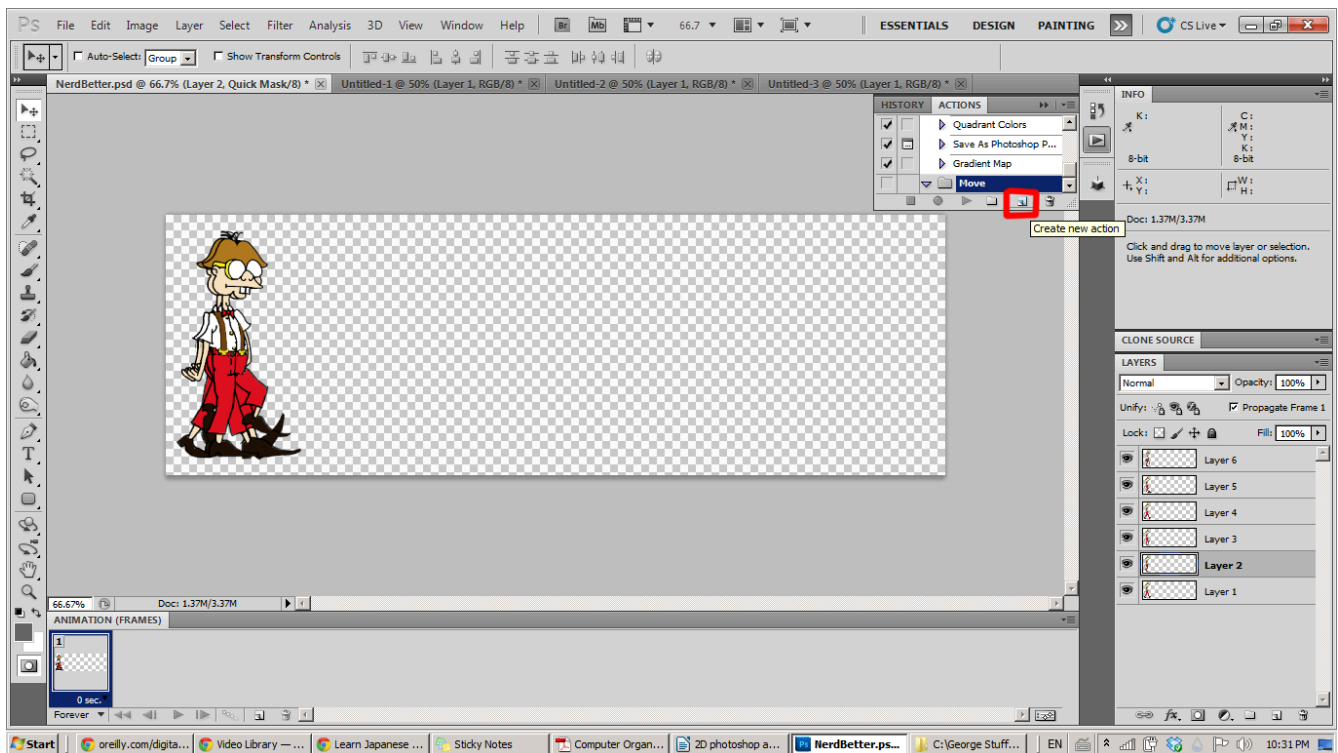 Ps File Edit Image Layer Select Filter Analysis 3D View Window Help Br Mb 66.7 ESSENTIALS DESIGN PAINTING CS Live
Auto-Select: Group Show Transform Controls
NerdBetter.psd @ 66.7% (Layer 2, Quick Mask/8) * Untitled-1 @ 50% (Layer 1, RGB/8) * Untitled-2 @ 50% (Layer 1, RGB/8) * Untitled-3 @ 50% (Layer 1, RGB/8) *
HISTORY ACTIONS
Quadrant Colors
Save As Photoshop P...
Gradient Map
Move
Create new action
INFO
K: C:
M:
Y:
K:
8-bit 8-bit
X: W:
Y: H:
Doc: 1.37M/3.37M
Click and drag to move layer or selection.
Use Shift and Alt for additional options.
CLONE SOURCE
LAYERS
Normal Opacity: 100%
Unify: Propagate Frame 1
Lock: Fill: 100%
Layer 6
Layer 5
Layer 4
Layer 3
Layer 2
Layer 1
66.67% Doc: 1.37M/3.37M
ANIMATION (FRAMES)
1
0 sec.
Forever
Start oreilly.com/digita... Video Library — ... Learn Japanese ... Sticky Notes Computer Organ... 2D photoshop a... Ps NerdBetter.ps... C:\George Stuff... EN 10:31 PM